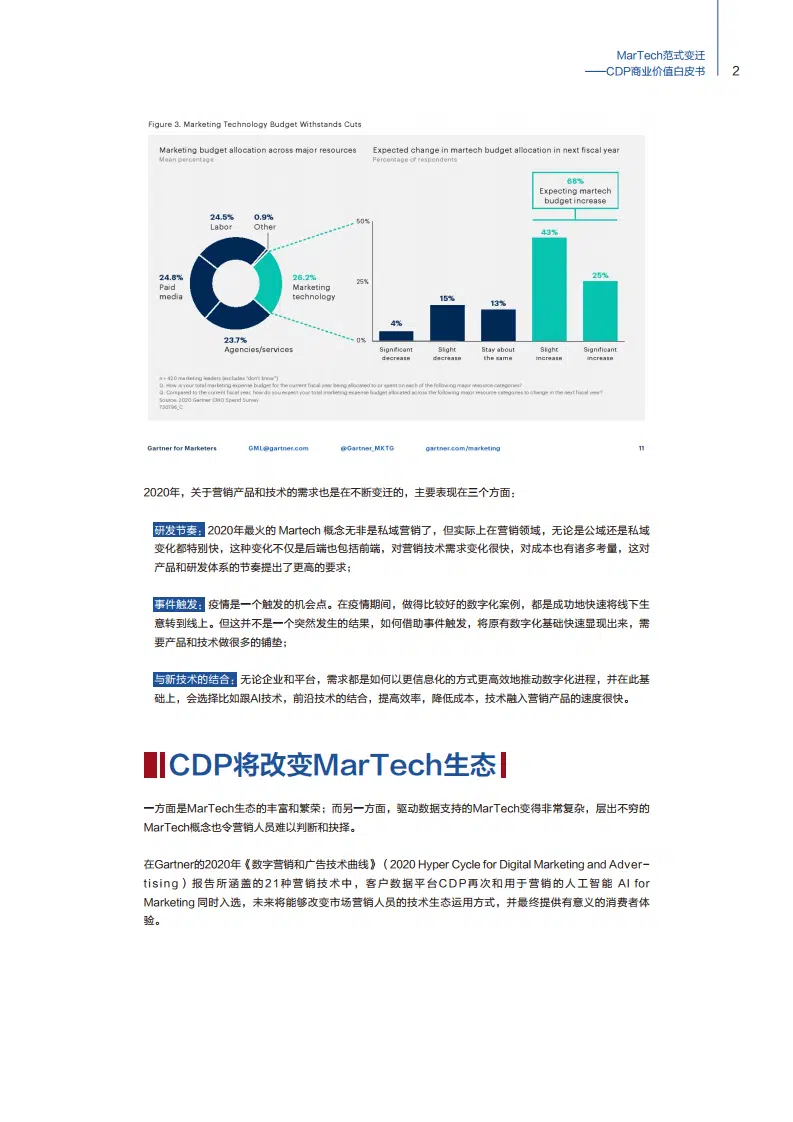 MarTech范式变迁
——CDP商业价值白皮书
2
Figure 3. Marketing Technology Budget Withstands Cuts
Marketing budget allocation across major resources
Mean percentage
24.5%
Labor
0.9%
Other
24.8%
Paid
media
26.2%
Marketing
technology
23.7%
Agencies/services
Expected change in martech budget allocation in next fiscal year
Percentage of respondents
68%
Expecting martech
budget increase
50%
25%
0%
4%
15%
13%
43%
25%
Significant
decrease
Slight
decrease
Stay about
the same
Slight
increase
Significant
increase
n = 420 marketing leaders (excludes "don't know")
Q: How is your total marketing expense budget for the current fiscal year being allocated to or spent on each of the following major resource categories?
Q: Compared to the current fiscal year, how do you expect your total marketing expense budget allocated across the following major resource categories to change in the next fiscal year?
Source: 2020 Gartner CMO Spend Survey
730796_C
Gartner for Marketers GML@gartner.com @Gartner_MKTG gartner.com/marketing 11
2020年，关于营销产品和技术的需求也是在不断变迁的，主要表现在三个方面：
研发节奏：2020年最火的 Martech 概念无非是私域营销了，但实际上在营销领域，无论是公域还是私域
变化都特别快，这种变化不仅是后端也包括前端，对营销技术需求变化很快，对成本也有诸多考量，这对
产品和研发体系的节奏提出了更高的要求；
事件触发：疫情是一个触发的机会点。在疫情期间，做得比较好的数字化案例，都是成功地快速将线下生
意转到线上。但这并不是一个突然发生的结果，如何借助事件触发，将原有数字化基础快速显现出来，需
要产品和技术做很多的铺垫；
与新技术的结合：无论企业和平台，需求都是如何以更信息化的方式更高效地推动数字化进程，并在此基
础上，会选择比如跟AI技术，前沿技术的结合，提高效率，降低成本，技术融入营销产品的速度很快。
CDP将改变MarTech生态
一方面是MarTech生态的丰富和繁荣；而另一方面，驱动数据支持的MarTech变得非常复杂，层出不穷的
MarTech概念也令营销人员难以判断和抉择。
在Gartner的2020年《数字营销和广告技术曲线》（2020 Hyper Cycle for Digital Marketing and Adver-
tising）报告所涵盖的21种营销技术中，客户数据平台CDP再次和用于营销的人工智能 AI for
Marketing 同时入选，未来将能够改变市场营销人员的技术生态运用方式，并最终提供有意义的消费者体
验。